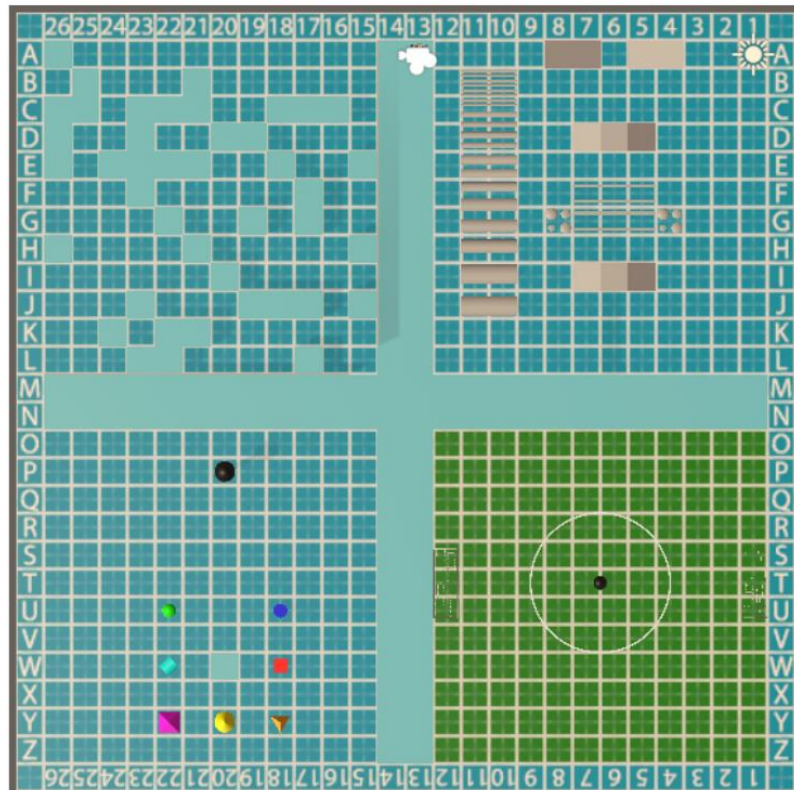 26 25 24 23 22 21 20 19 18 17 16 15 14 13 12 11 10 9 8 7 6 5 4 3 2 1
A A
B B
C C
D D
E E
F F
G G
H H
I I
J J
K K
L L
M M
N N
O O
P P
Q Q
R R
S S
T T
U U
V V
W W
X X
Y Y
Z Z
26 25 24 23 22 21 20 19 18 17 16 15 14 13 12 11 10 9 8 7 6 5 4 3 2 1